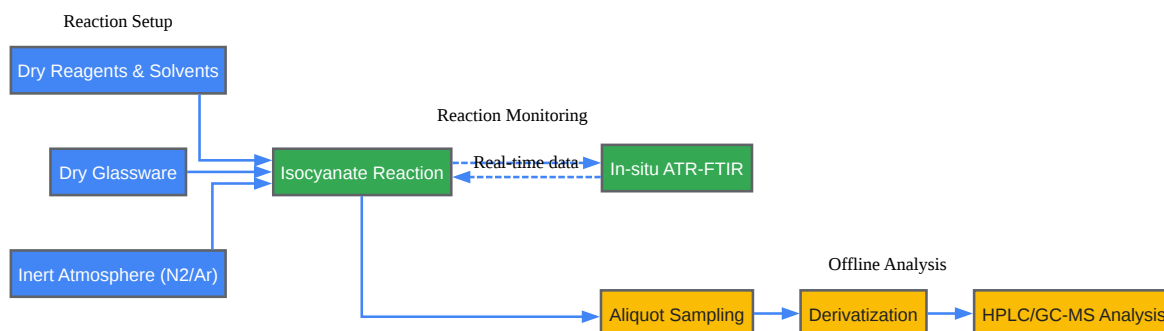 Reaction Setup
Dry Reagents & Solvents
Reaction Monitoring
Dry Glassware
Isocyanate Reaction
Real-time data
In-situ ATR-FTIR
Inert Atmosphere (N2/Ar)
Offline Analysis
Aliquot Sampling
Derivatization
HPLC/GC-MS Analysis